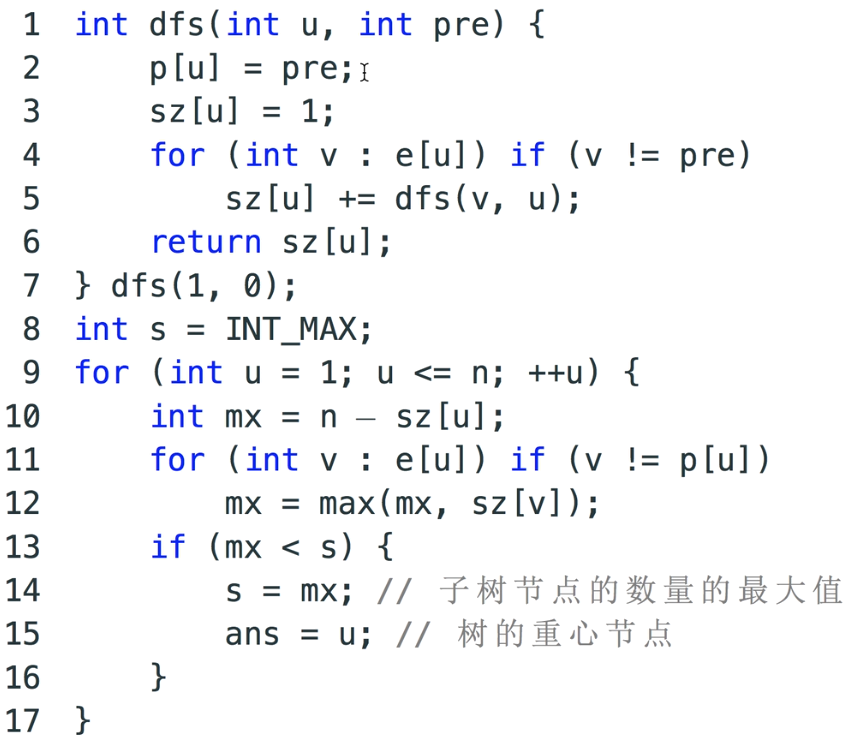 1 int dfs(int u, int pre) {
2 p[u] = pre;
3 sz[u] = 1;
4 for (int v : e[u]) if (v != pre)
5 sz[u] += dfs(v, u);
6 return sz[u];
7 } dfs(1, 0);
8 int s = INT_MAX;
9 for (int u = 1; u <= n; ++u) {
10 int mx = n – sz[u];
11 for (int v : e[u]) if (v != p[u])
12 mx = max(mx, sz[v]);
13 if (mx < s) {
14 s = mx; // 子树节点的数量的最大值
15 ans = u; // 树的重心节点
16 }
17 }